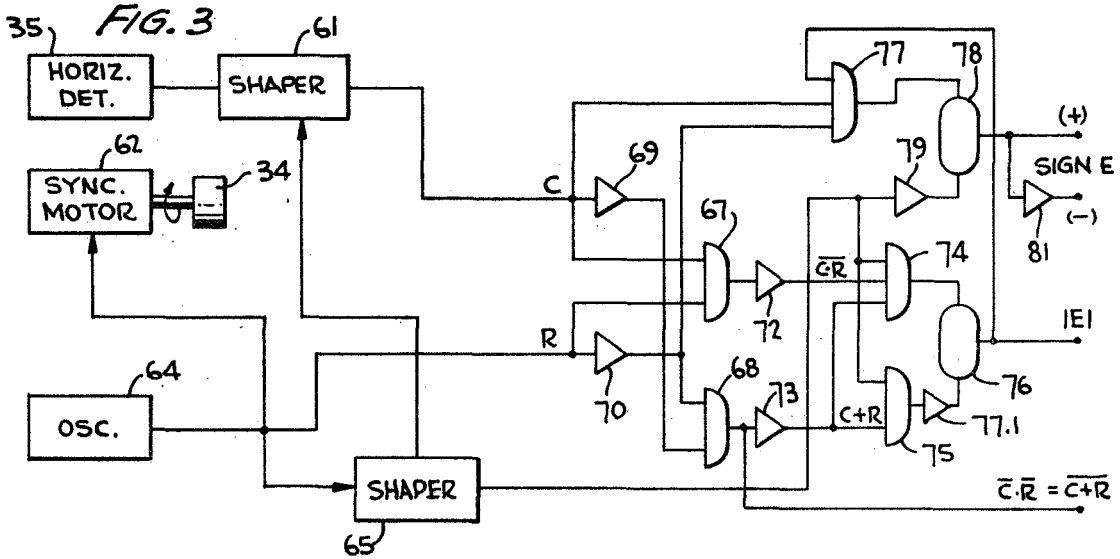 FIG. 3
35
HORIZ.
DET.
61
SHAPER
62
SYNC.
MOTOR
34
64
OSC.
SHAPER
65
C
69
R
70
67
72
C̅·̅R̅
68
73
C+R
77
78
79
(+)
SIGN E
(-)
81
74
|E|
76
75
77.1
C̅·R̅ = C̅+̅R̅